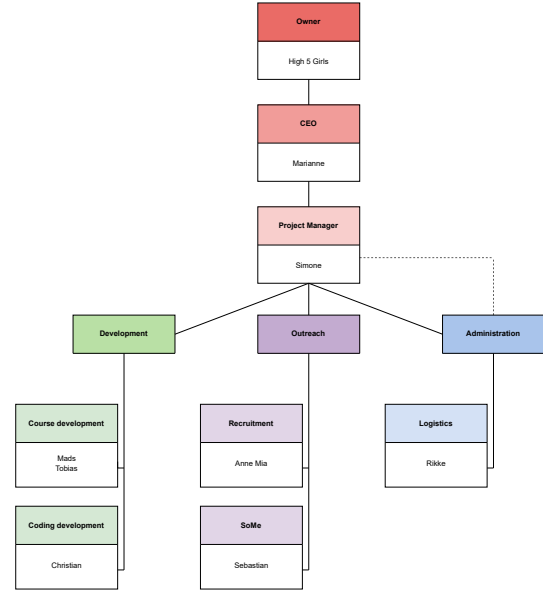 Owner
High 5 Girls
CEO
Marianne
Project Manager
Simone
Development
Outreach
Administration
Course development
Mads
Tobias
Recruitment
Anne Mia
Logistics
Rikke
Coding development
Christian
SoMe
Sebastian